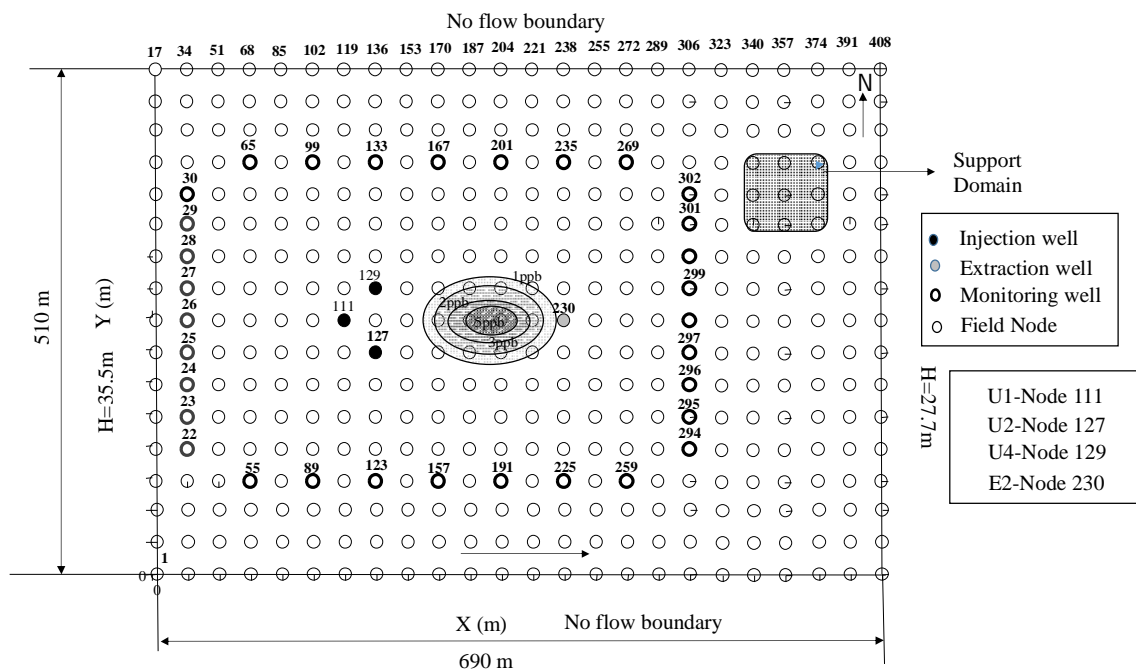 No flow boundary
17 34 51 68 85 102 119 136 153 170 187 204 221 238 255 272 289 306 323 340 357 374 391 408
N
65 99 133 167 201 235 269
Support
Domain
30 302
29 301
28
Injection well
27 129 1ppb 299
Extraction well
26 111 2ppb 230
Monitoring well
5ppb
Field Node
25 127 3ppb 297
24 296
23 295
22 294
510 m
Y (m)
H=35.5m
H=27.7m
U1-Node 111
U2-Node 127
U4-Node 129
E2-Node 230
55 89 123 157 191 225 259
1
0
0
X (m) No flow boundary
690 m